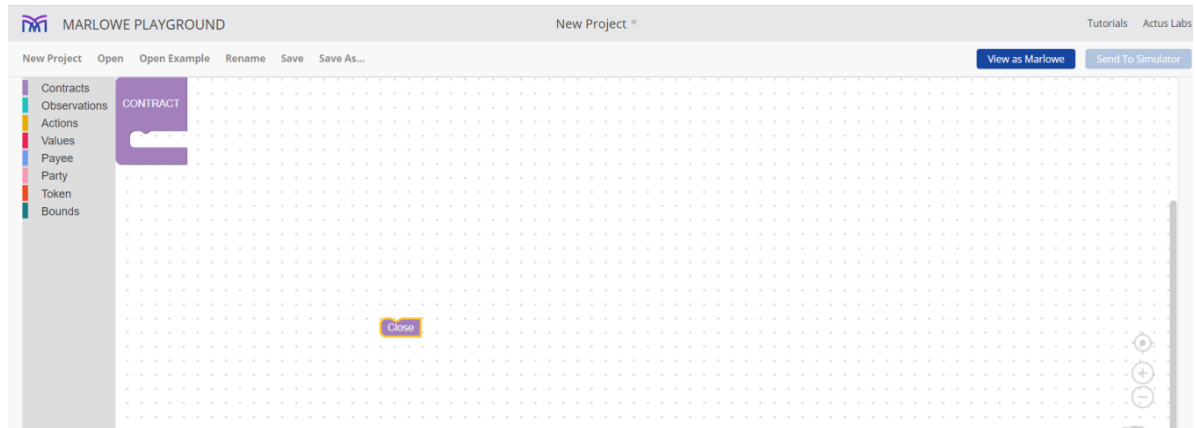 MARLOWE PLAYGROUND
New Project *
Tutorials Actus Labs
New Project Open Open Example Rename Save Save As...
View as Marlowe Send To Simulator
Contracts
Observations
Actions
Values
Payee
Party
Token
Bounds
CONTRACT
Close